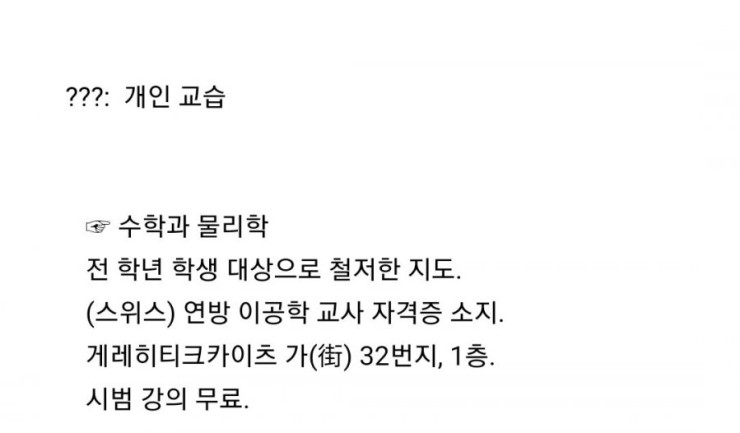 ???: 개인 교습
☞ 수학과 물리학
전 학년 학생 대상으로 철저한 지도.
(스위스) 연방 이공학 교사 자격증 소지.
게레히티크카이츠 가(街) 32번지, 1층.
시범 강의 무료.